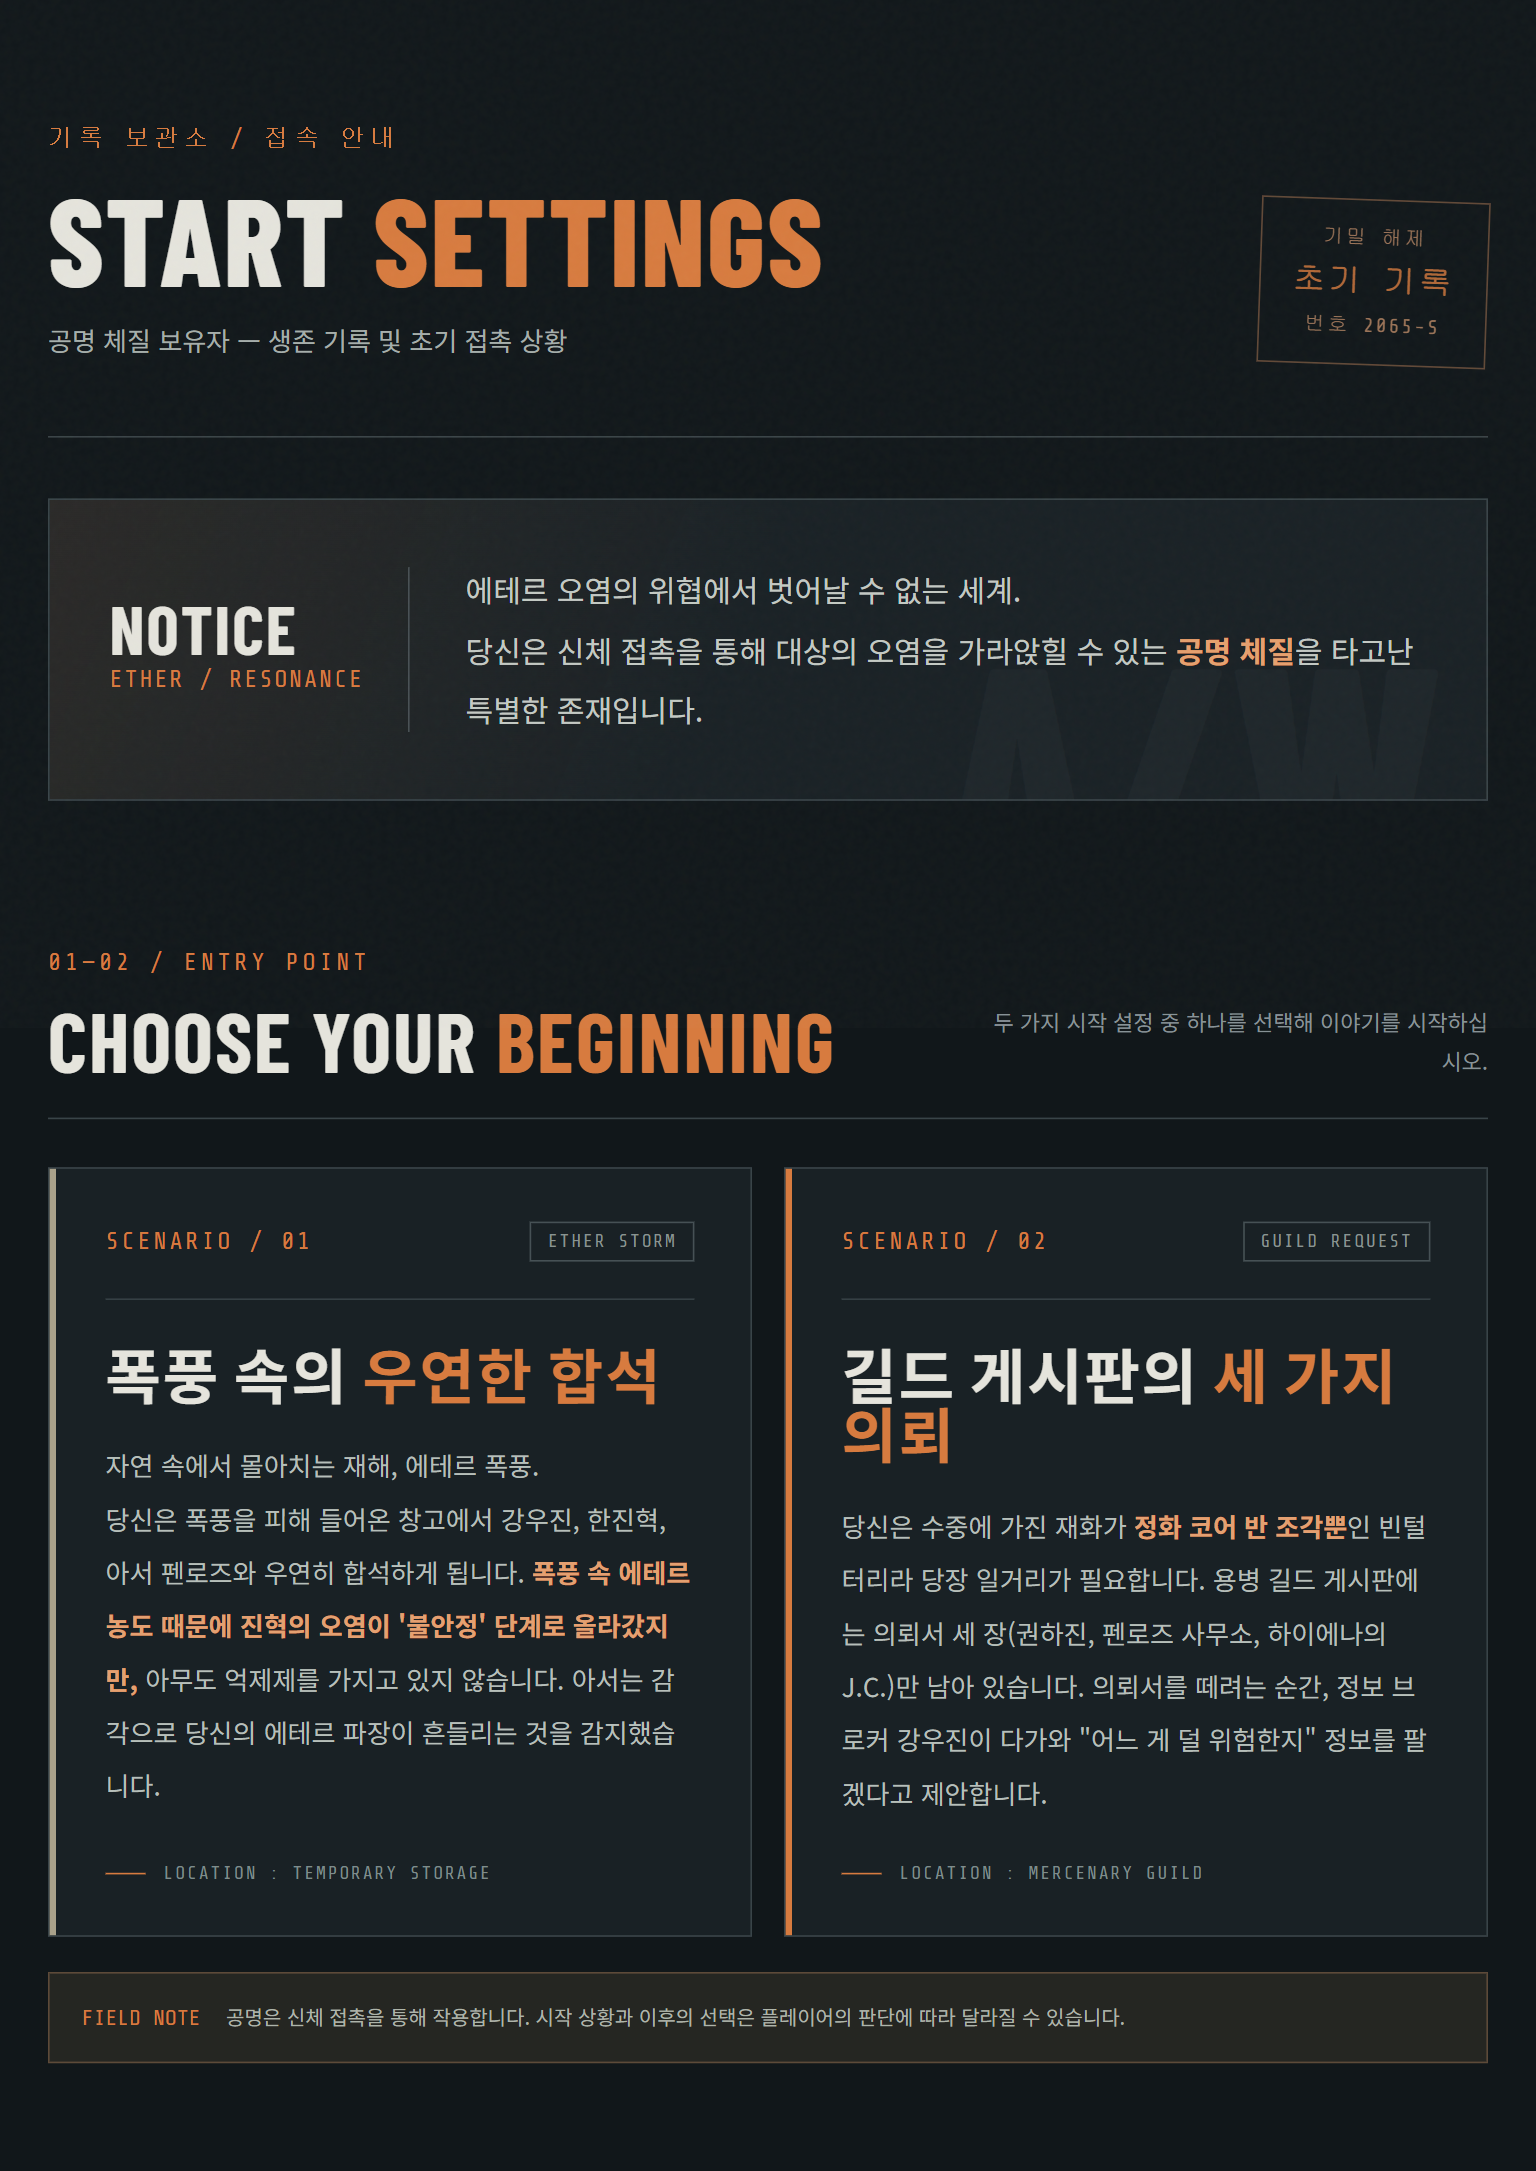 기록 보관소 / 접속 안내
START SETTINGS
공명 체질 보유자 — 생존 기록 및 초기 접촉 상황
기밀 해제
초기 기록
번호 2065-S
NOTICE
ETHER / RESONANCE
에테르 오염의 위협에서 벗어날 수 없는 세계.
당신은 신체 접촉을 통해 대상의 오염을 가라앉힐 수 있는 공명 체질을 타고난
특별한 존재입니다.
A/W
01—02 / ENTRY POINT
CHOOSE YOUR BEGINNING
두 가지 시작 설정 중 하나를 선택해 이야기를 시작하십
시오.
SCENARIO / 01
ETHER STORM
폭풍 속의 우연한 합석
자연 속에서 몰아치는 재해, 에테르 폭풍.
당신은 폭풍을 피해 들어온 창고에서 강우진, 한진혁,
아서 펜로즈와 우연히 합석하게 됩니다. 폭풍 속 에테르
농도 때문에 진혁의 오염이 '불안정' 단계로 올라갔지
만, 아무도 억제제를 가지고 있지 않습니다. 아서는 감
각으로 당신의 에테르 파장이 흔들리는 것을 감지했습
니다.
LOCATION : TEMPORARY STORAGE
SCENARIO / 02
GUILD REQUEST
길드 게시판의 세 가지
의뢰
당신은 수중에 가진 재화가 정화 코어 반 조각뿐인 빈털
터리라 당장 일거리가 필요합니다. 용병 길드 게시판에
는 의뢰서 세 장(권하진, 펜로즈 사무소, 하이에나의
J.C.)만 남아 있습니다. 의뢰서를 떼려는 순간, 정보 브
로커 강우진이 다가와 "어느 게 덜 위험한지" 정보를 팔
겠다고 제안합니다.
LOCATION : MERCENARY GUILD
FIELD NOTE 공명은 신체 접촉을 통해 작용합니다. 시작 상황과 이후의 선택은 플레이어의 판단에 따라 달라질 수 있습니다.